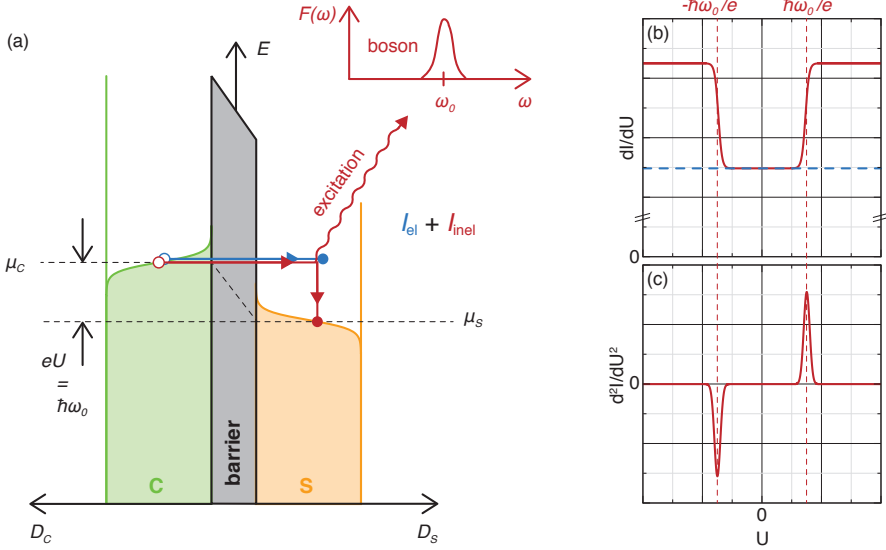 (a)
E
F(ω)
boson
ω₀
ω
excitation
I_el + I_inel
μ_C
μ_S
eU
=
ħω₀
barrier
C
S
D_C
D_S
-ħω₀/e
ħω₀/e
(b)
dI/dU
0
(c)
d²I/dU²
0
0
U